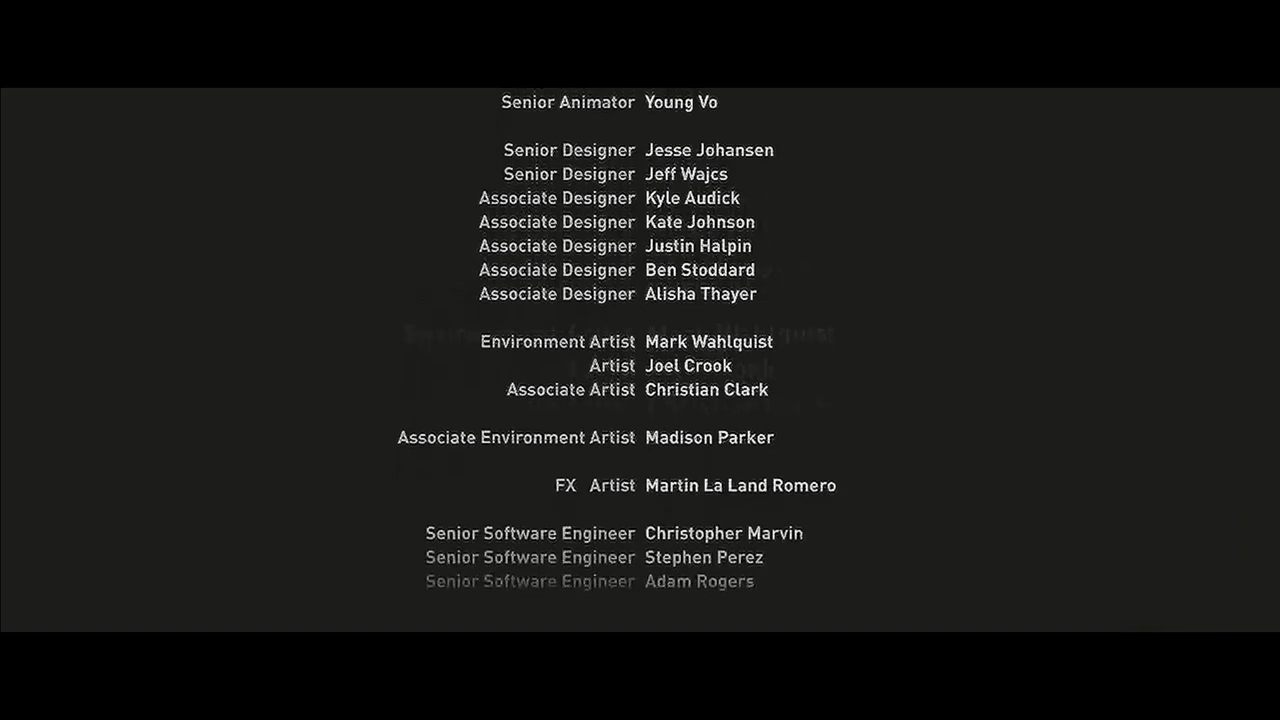 Senior Animator Young Vo
Senior Designer Jesse Johansen
Senior Designer Jeff Wajcs
Associate Designer Kyle Audick
Associate Designer Kate Johnson
Associate Designer Justin Halpin
Associate Designer Ben Stoddard
Associate Designer Alisha Thayer
Environment Artist Mark Wahlquist
Artist Joel Crook
Associate Artist Christian Clark
Associate Environment Artist Madison Parker
FX Artist Martin La Land Romero
Senior Software Engineer Christopher Marvin
Senior Software Engineer Stephen Perez
Senior Software Engineer Adam Rogers